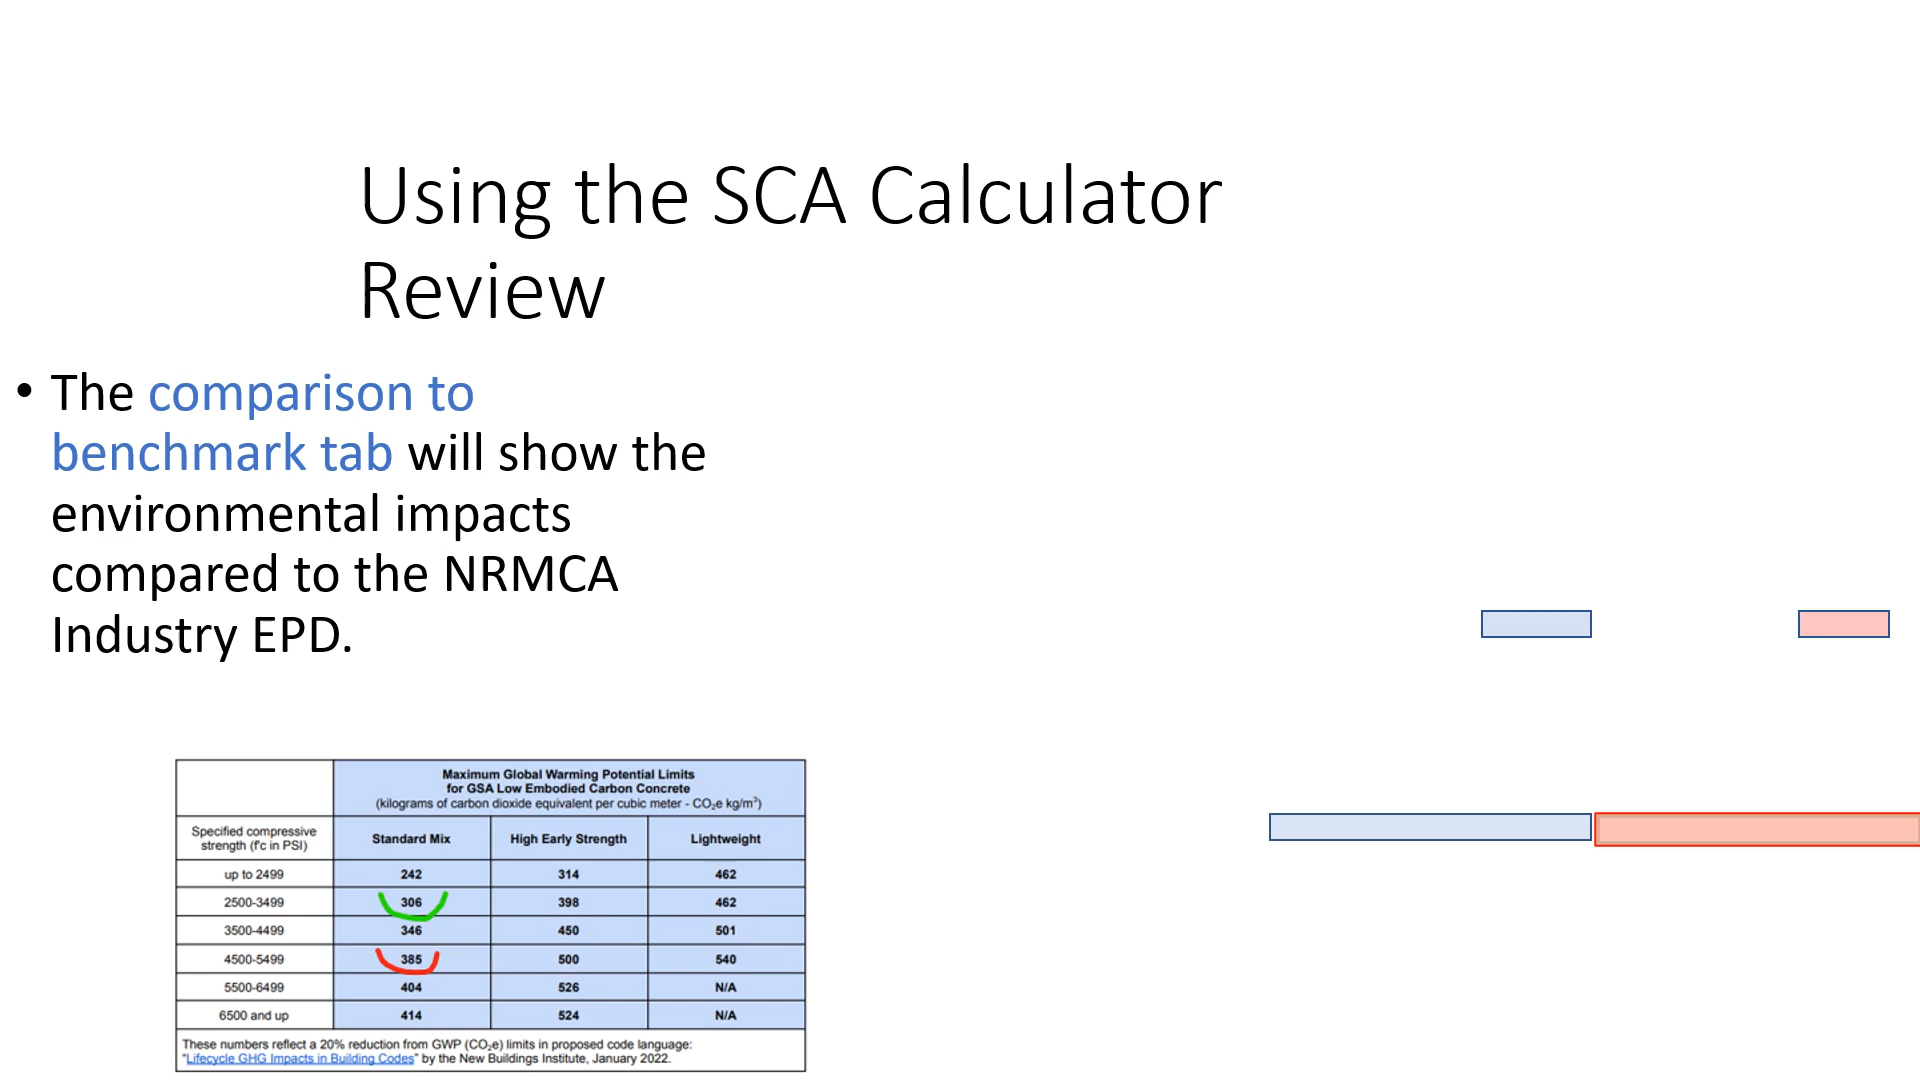 Using the SCA Calculator
Review
• The comparison to
benchmark tab will show the
environmental impacts
compared to the NRMCA
Industry EPD.
Maximum Global Warming Potential Limits
for GSA Low Embodied Carbon Concrete
(kilograms of carbon dioxide equivalent per cubic meter - CO₂e kg/m³)
Specified compressive
strength (f'c in PSI)
Standard Mix High Early Strength Lightweight
up to 2499 242 314 462
2500-3499 306 398 462
3500-4499 346 450 501
4500-5499 385 500 540
5500-6499 404 526 N/A
6500 and up 414 524 N/A
These numbers reflect a 20% reduction from GWP (CO₂e) limits in proposed code language:
“Lifecycle GHG Impacts in Building Codes” by the New Buildings Institute, January 2022.